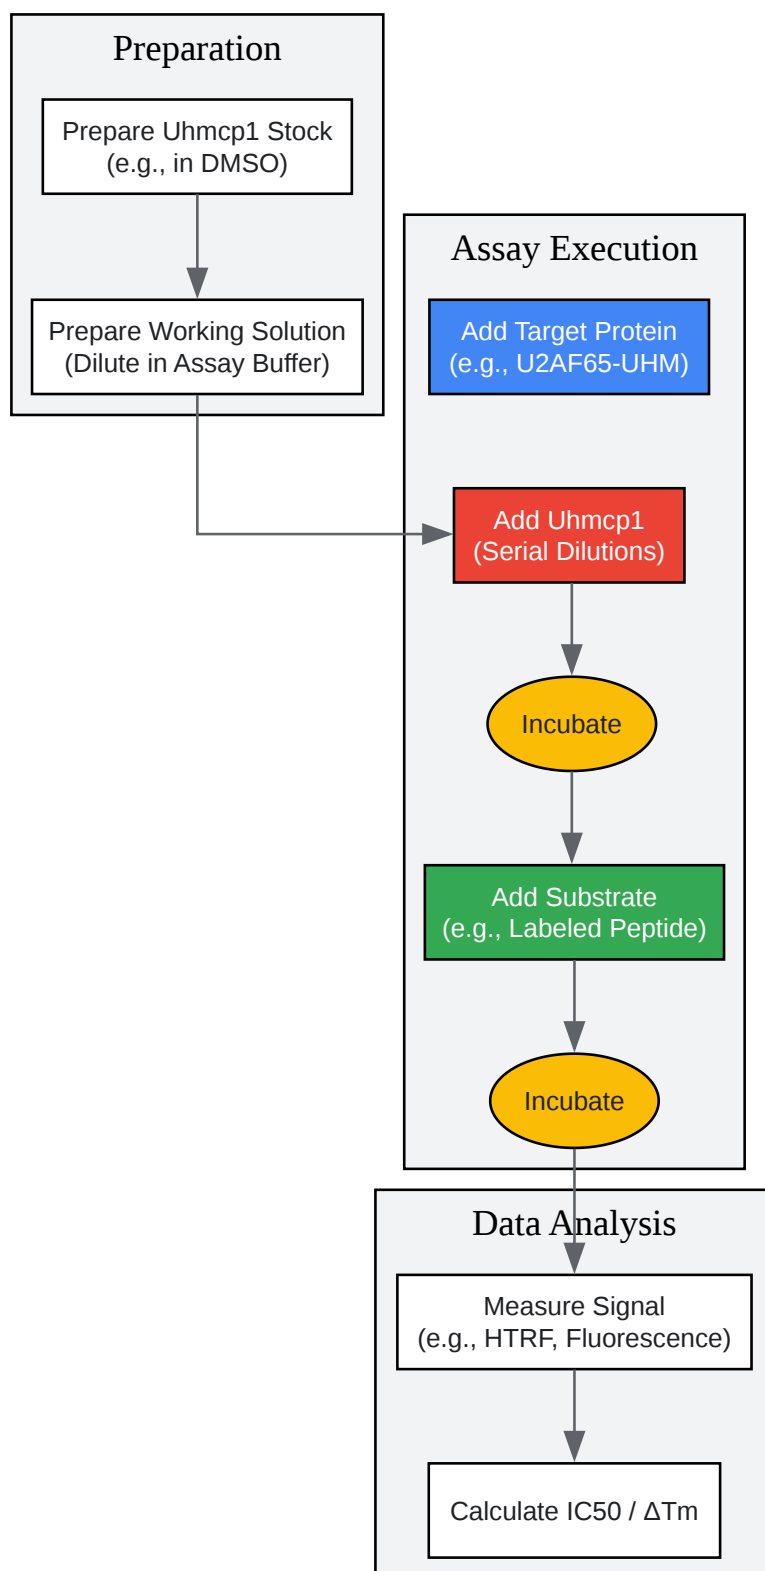 Preparation
Prepare Uhmcp1 Stock
(e.g., in DMSO)
Prepare Working Solution
(Dilute in Assay Buffer)
Assay Execution
Add Target Protein
(e.g., U2AF65-UHM)
Add Uhmcp1
(Serial Dilutions)
Incubate
Add Substrate
(e.g., Labeled Peptide)
Incubate
Data Analysis
Measure Signal
(e.g., HTRF, Fluorescence)
Calculate IC50 / ΔTm